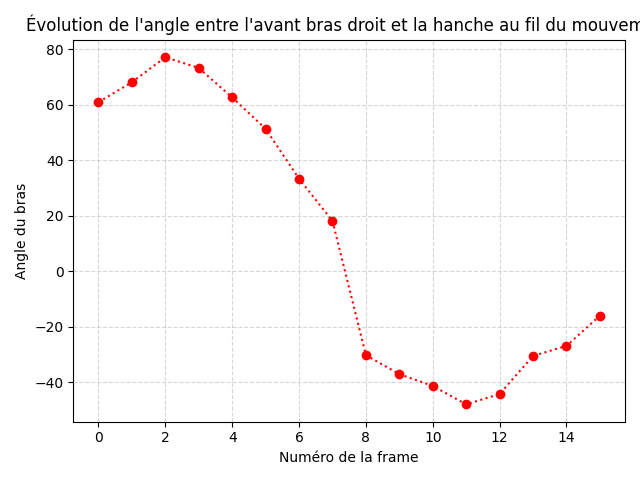 Évolution de l'angle entre l'avant bras droit et la hanche au fil du mouvem
80
60
40
20
0
−20
−40
Angle du bras
0 2 4 6 8 10 12 14
Numéro de la frame